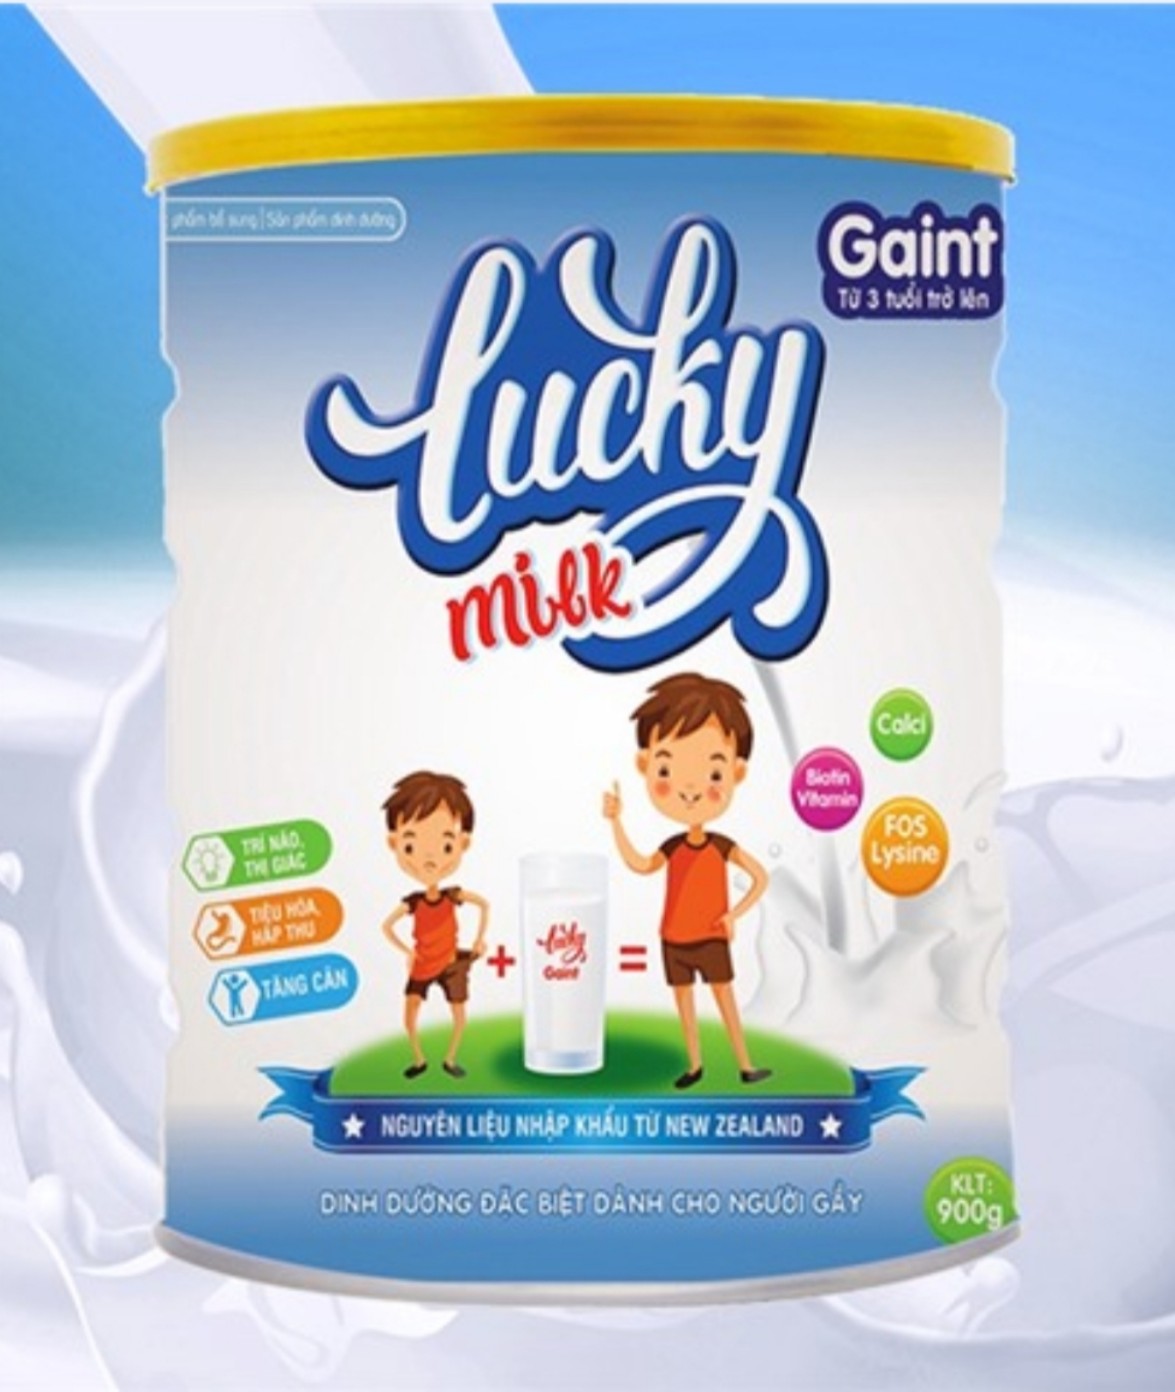 phẩm bổ sung | Sản phẩm dinh dưỡng
Gaint
Từ 3 tuổi trở lên
Lucky
milk
Calci
Biotin
Vitamin
FOS
Lysine
TRÍ NÃO,
THỊ GIÁC
TIÊU HÓA,
HẤP THU
TĂNG CÂN
lucky
Gaint
+
=
NGUYÊN LIỆU NHẬP KHẨU TỪ NEW ZEALAND
DINH DƯỠNG ĐẶC BIỆT DÀNH CHO NGƯỜI GẦY
KLT:
900g